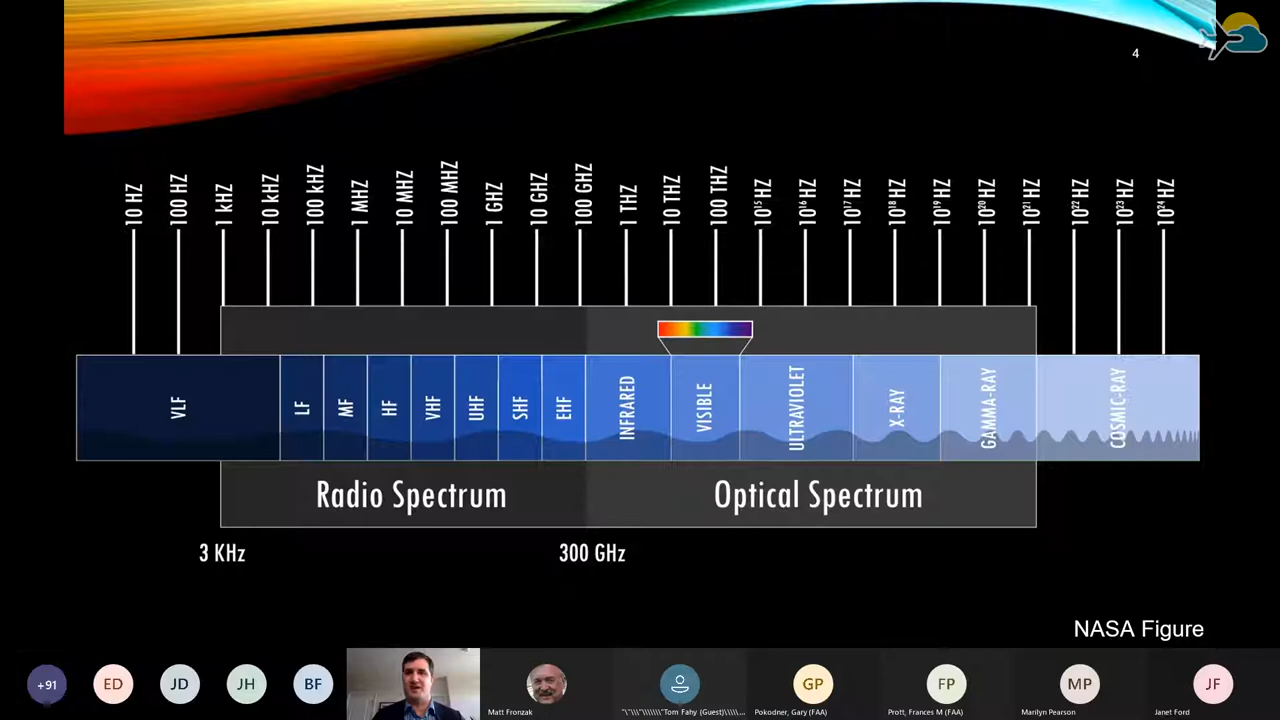 4
10 HZ
100 HZ
1 kHZ
10 kHZ
100 kHZ
1 MHZ
10 MHZ
100 MHZ
1 GHZ
10 GHZ
100 GHZ
1 THZ
10 THZ
100 THZ
10¹⁵ HZ
10¹⁶ HZ
10¹⁷ HZ
10¹⁸ HZ
10¹⁹ HZ
10²⁰ HZ
10²¹ HZ
10²² HZ
10²³ HZ
10²⁴ HZ
VLF
LF
MF
HF
VHF
UHF
SHF
EHF
INFRARED
VISIBLE
ULTRAVIOLET
X-RAY
GAMMA-RAY
COSMIC-RAY
Radio Spectrum
Optical Spectrum
3 KHz
300 GHz
NASA Figure
+91
ED
JD
JH
BF
GP
FP
MP
JF
Matt Fronzak
"\"\\\"\\\\\\\"Tom Fahy (Guest)\\\\\...
Pokodner, Gary (FAA)
Prott, Frances M (FAA)
Marilyn Pearson
Janet Ford